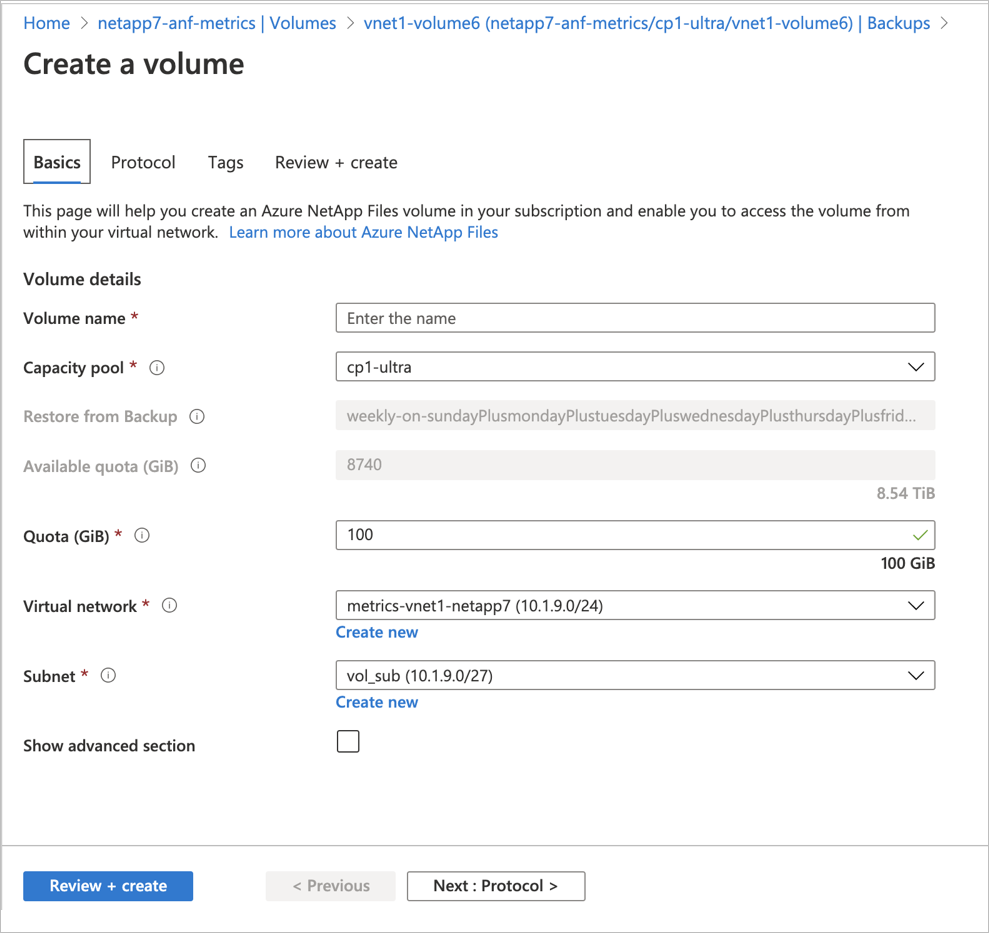 Home > netapp7-anf-metrics | Volumes > vnet1-volume6 (netapp7-anf-metrics/cp1-ultra/vnet1-volume6) | Backups >
Create a volume
Basics Protocol Tags Review + create
This page will help you create an Azure NetApp Files volume in your subscription and enable you to access the volume from
within your virtual network. Learn more about Azure NetApp Files
Volume details
Volume name * Enter the name
Capacity pool * cp1-ultra
Restore from Backup weekly-on-sundayPlusmondayPlustuesdayPluswednesdayPlusthursdayPlusfrid...
Available quota (GiB) 8740
8.54 TiB
Quota (GiB) * 100
100 GiB
Virtual network * metrics-vnet1-netapp7 (10.1.9.0/24)
Create new
Subnet * vol_sub (10.1.9.0/27)
Create new
Show advanced section
Review + create < Previous Next : Protocol >